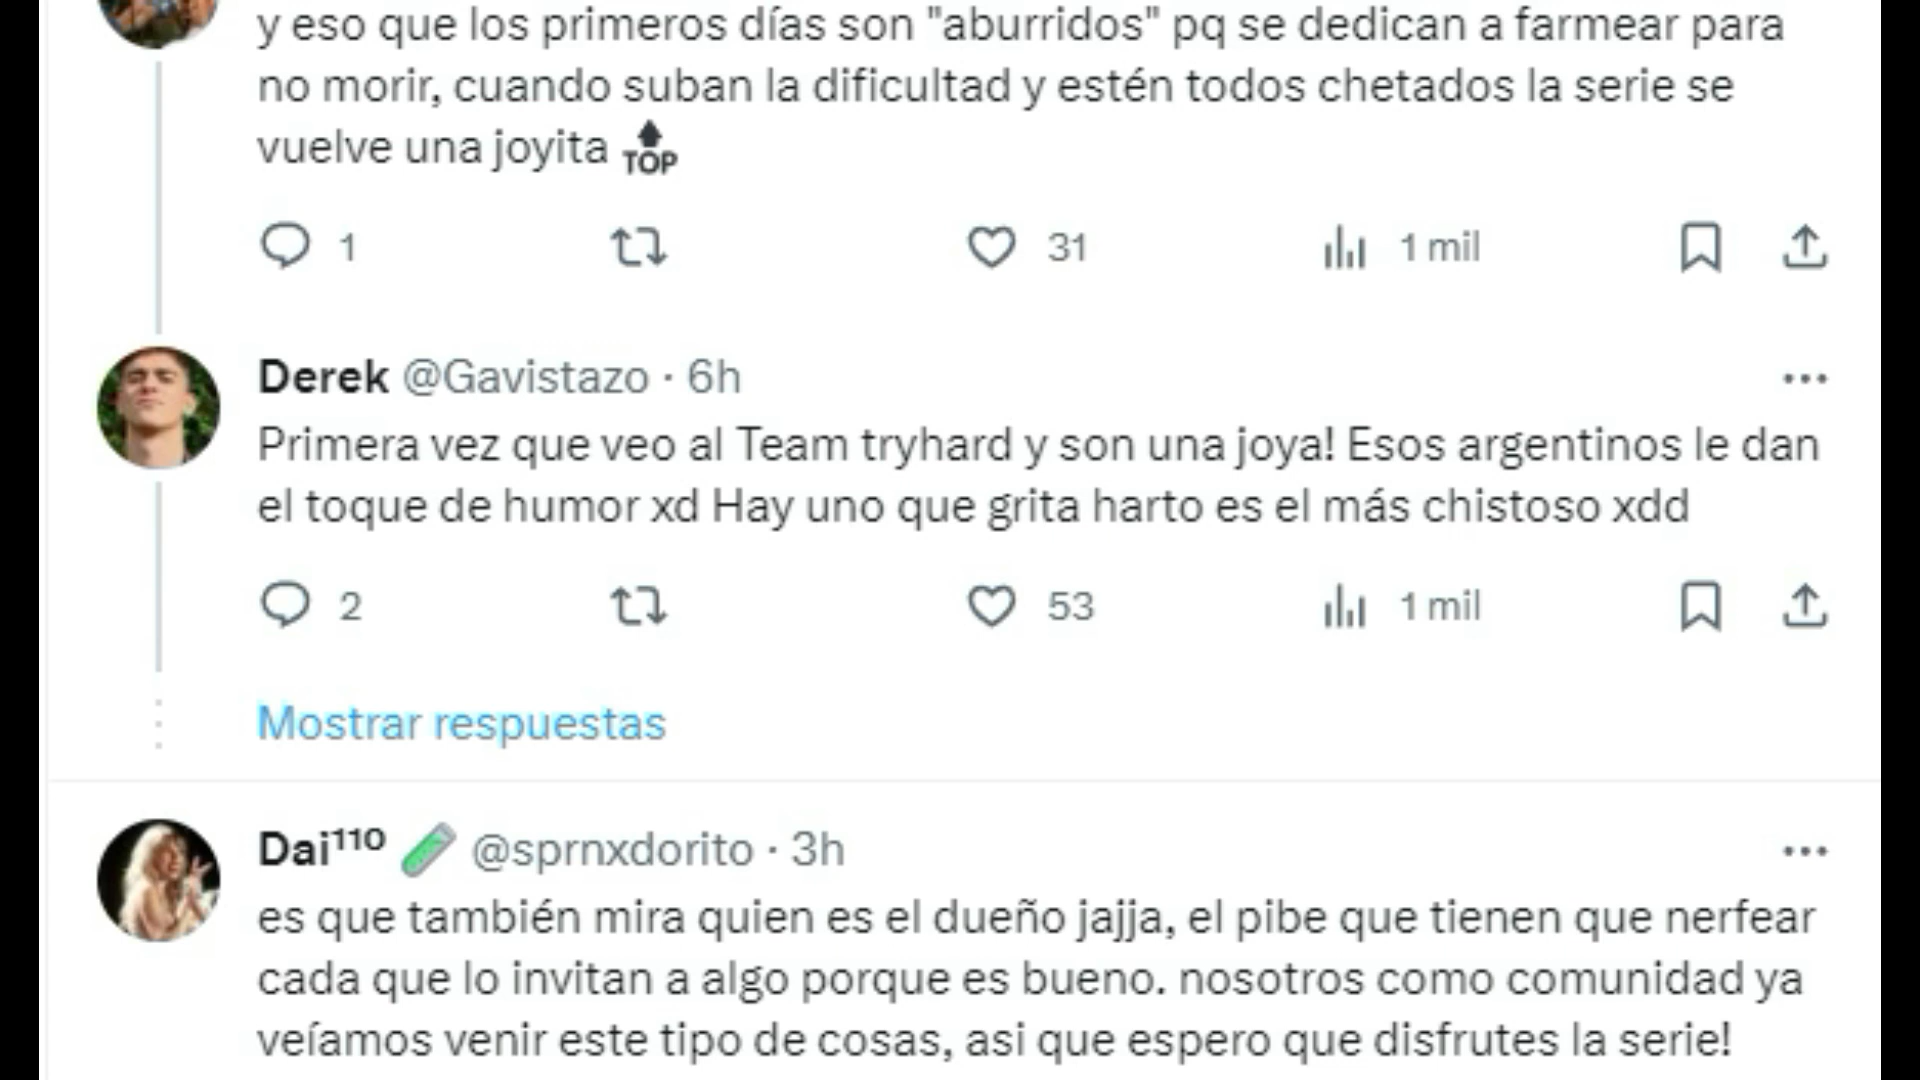 y eso que los primeros días son "aburridos" pq se dedican a farmear para
no morir, cuando suban la dificultad y estén todos chetados la serie se
vuelve una joyita 🔝
1 31 1 mil
Derek @Gavistazo · 6h
Primera vez que veo al Team tryhard y son una joya! Esos argentinos le dan
el toque de humor xd Hay uno que grita harto es el más chistoso xdd
2 53 1 mil
Mostrar respuestas
Dai¹¹⁰ 🧪 @sprnxdorito · 3h
es que también mira quien es el dueño jajja, el pibe que tienen que nerfear
cada que lo invitan a algo porque es bueno. nosotros como comunidad ya
veíamos venir este tipo de cosas, asi que espero que disfrutes la serie!